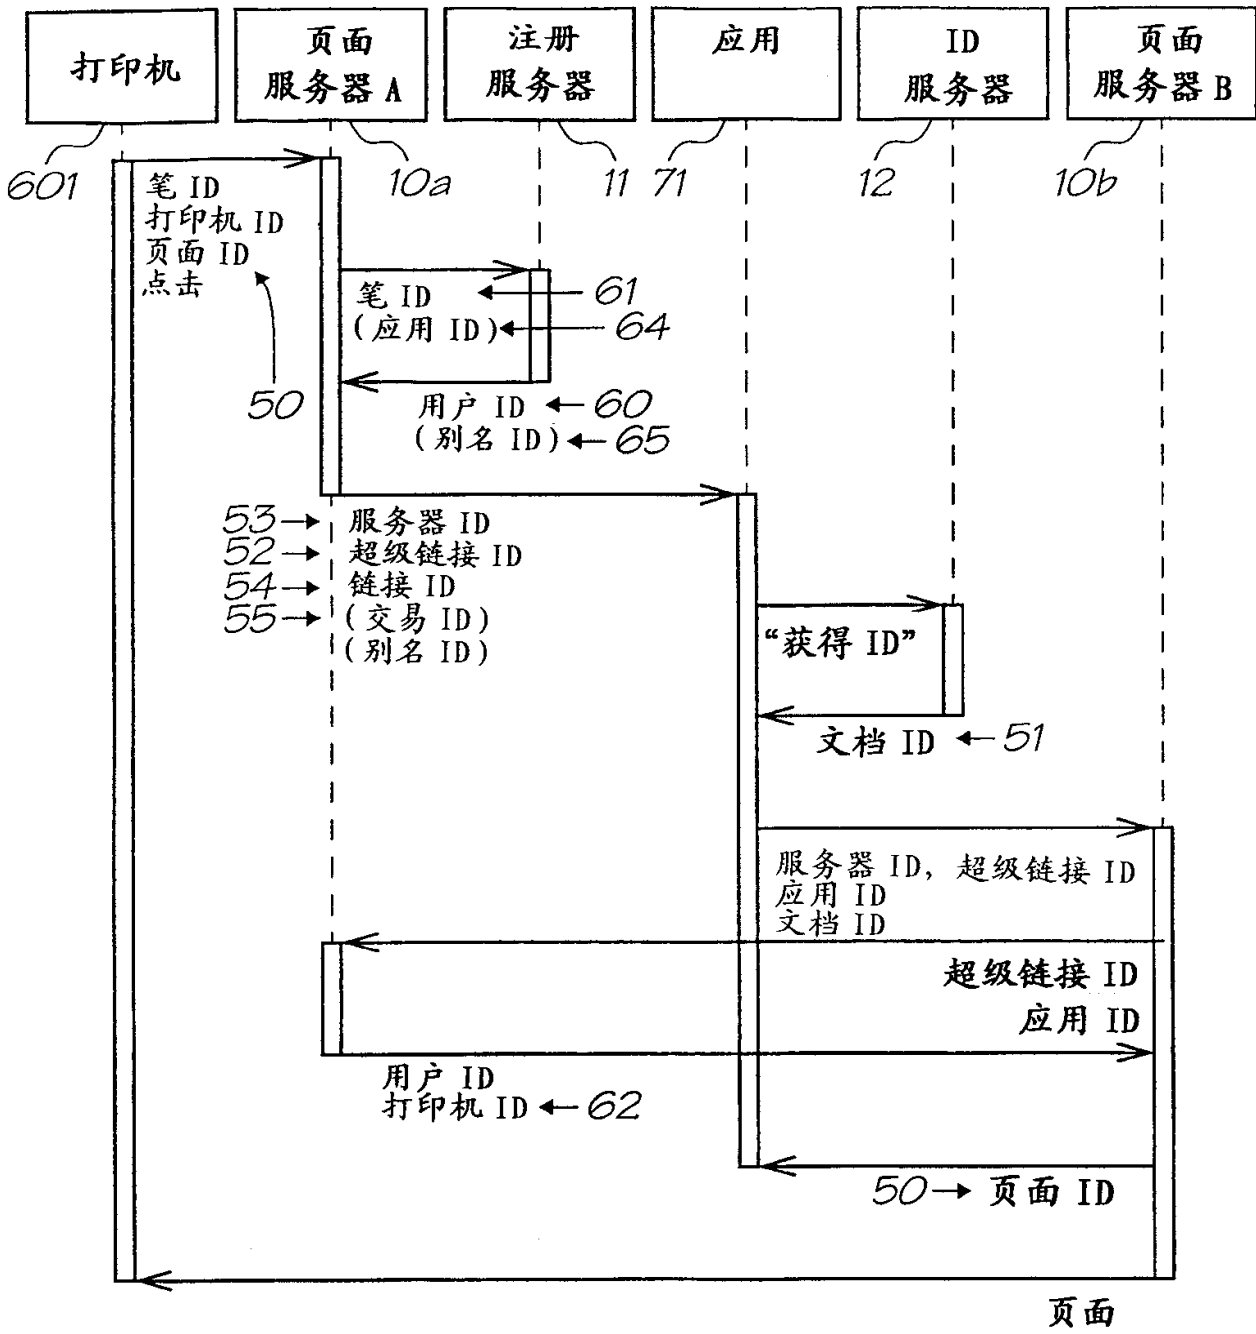 打印机
页面
服务器 A
注册
服务器
应用
ID
服务器
页面
服务器 B
601
10a
11
71
12
10b
笔 ID
打印机 ID
页面 ID
点击
50
笔 ID
61
(应用 ID)
64
用户 ID
60
(别名 ID)
65
53
服务器 ID
52
超级链接 ID
54
链接 ID
55
(交易 ID)
(别名 ID)
“获得 ID”
文档 ID
51
服务器 ID, 超级链接 ID
应用 ID
文档 ID
超级链接 ID
应用 ID
用户 ID
打印机 ID
62
50
页面 ID
页面